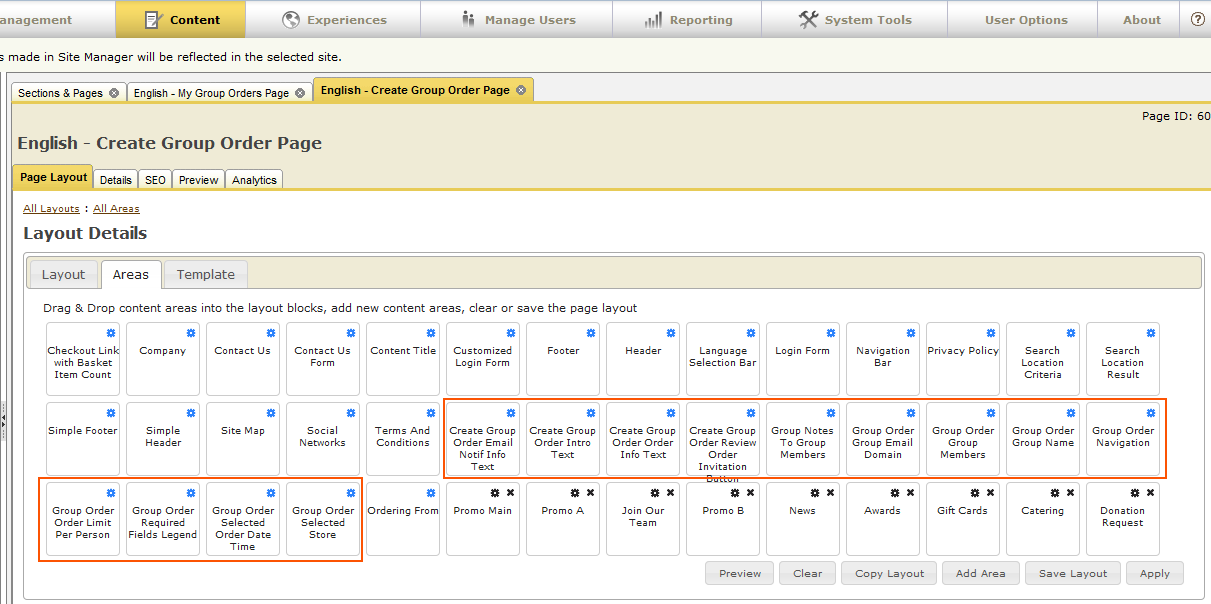 anagement Content Experiences Manage Users Reporting System Tools User Options About
s made in Site Manager will be reflected in the selected site.
Sections & Pages English - My Group Orders Page English - Create Group Order Page
Page ID: 60
English - Create Group Order Page
Page Layout Details SEO Preview Analytics
All Layouts : All Areas
Layout Details
Layout Areas Template
Drag & Drop content areas into the layout blocks, add new content areas, clear or save the page layout
Checkout Link
with Basket
Item Count
Company
Contact Us
Contact Us
Form
Content Title
Customized
Login Form
Footer
Header
Language
Selection Bar
Login Form
Navigation
Bar
Privacy Policy
Search
Location
Criteria
Search
Location
Result
Simple Footer
Simple
Header
Site Map
Social
Networks
Terms And
Conditions
Create Group
Order Email
Notif Info
Text
Create Group
Order Intro
Text
Create Group
Order Order
Info Text
Create Group
Order Review
Order
Invitation
Button
Group Notes
To Group
Members
Group Order
Group Email
Domain
Group Order
Group
Members
Group Order
Group Name
Group Order
Navigation
Group Order
Order Limit
Per Person
Group Order
Required
Fields Legend
Group Order
Selected
Order Date
Time
Group Order
Selected
Store
Ordering From
Promo Main
Promo A
Join Our
Team
Promo B
News
Awards
Gift Cards
Catering
Donation
Request
Preview Clear Copy Layout Add Area Save Layout Apply